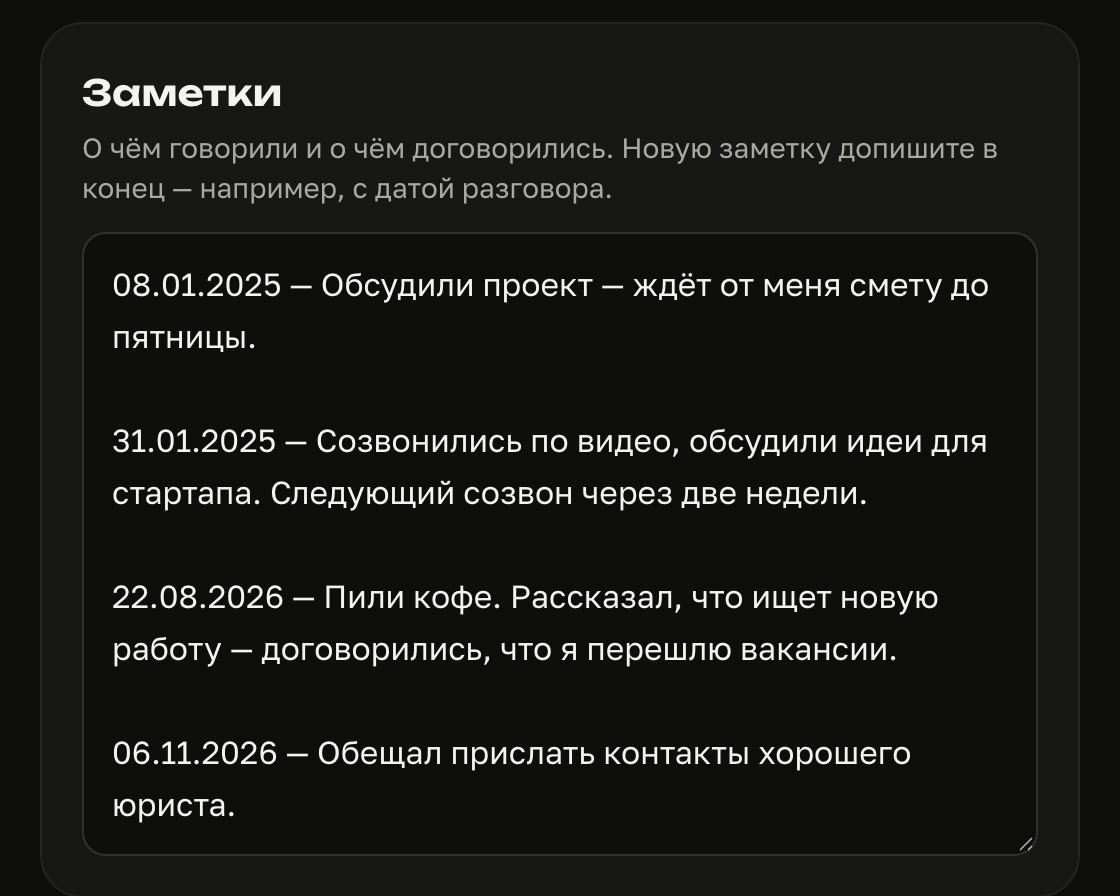 Заметки
О чём говорили и о чём договорились. Новую заметку допишите в
конец — например, с датой разговора.
08.01.2025 — Обсудили проект — ждёт от меня смету до
пятницы.
31.01.2025 — Созвонились по видео, обсудили идеи для
стартапа. Следующий созвон через две недели.
22.08.2026 — Пили кофе. Рассказал, что ищет новую
работу — договорились, что я перешлю вакансии.
06.11.2026 — Обещал прислать контакты хорошего
юриста.